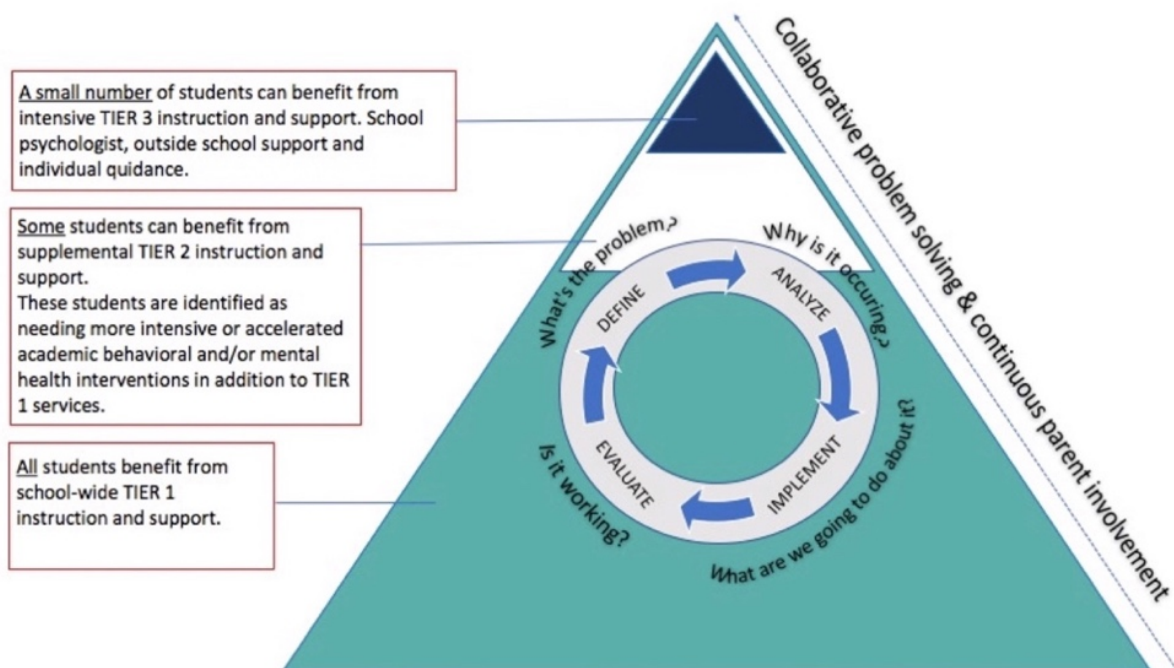 A small number of students can benefit from
intensive TIER 3 instruction and support. School
psychologist, outside school support and
individual quidance.
Some students can benefit from
supplemental TIER 2 instruction and
support.
These students are identified as
needing more intensive or accelerated
academic behavioral and/or mental
health interventions in addition to TIER
1 services.
All students benefit from
school-wide TIER 1
instruction and support.
What's the problem?
Why is it occuring?
What are we going to do about it?
Is it working?
DEFINE
ANALYZE
IMPLEMENT
EVALUATE
Collaborative problem solving & continuous parent involvement